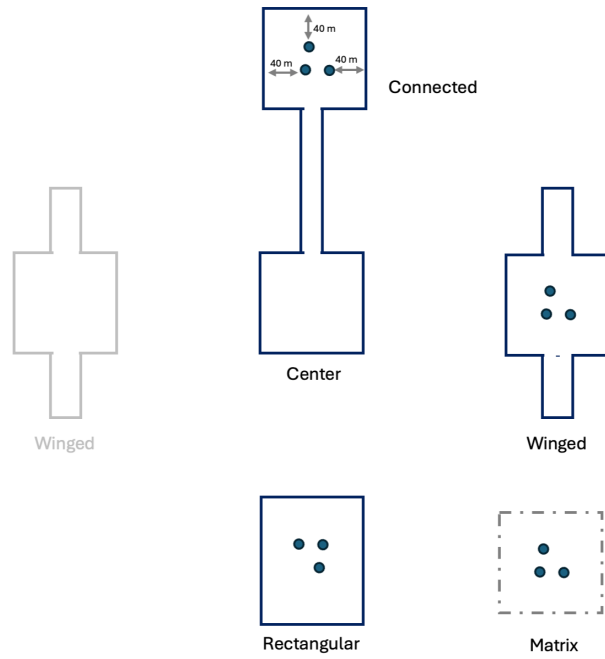 40 m
40 m
40 m
Connected
Center
Winged
Winged
Rectangular
Matrix